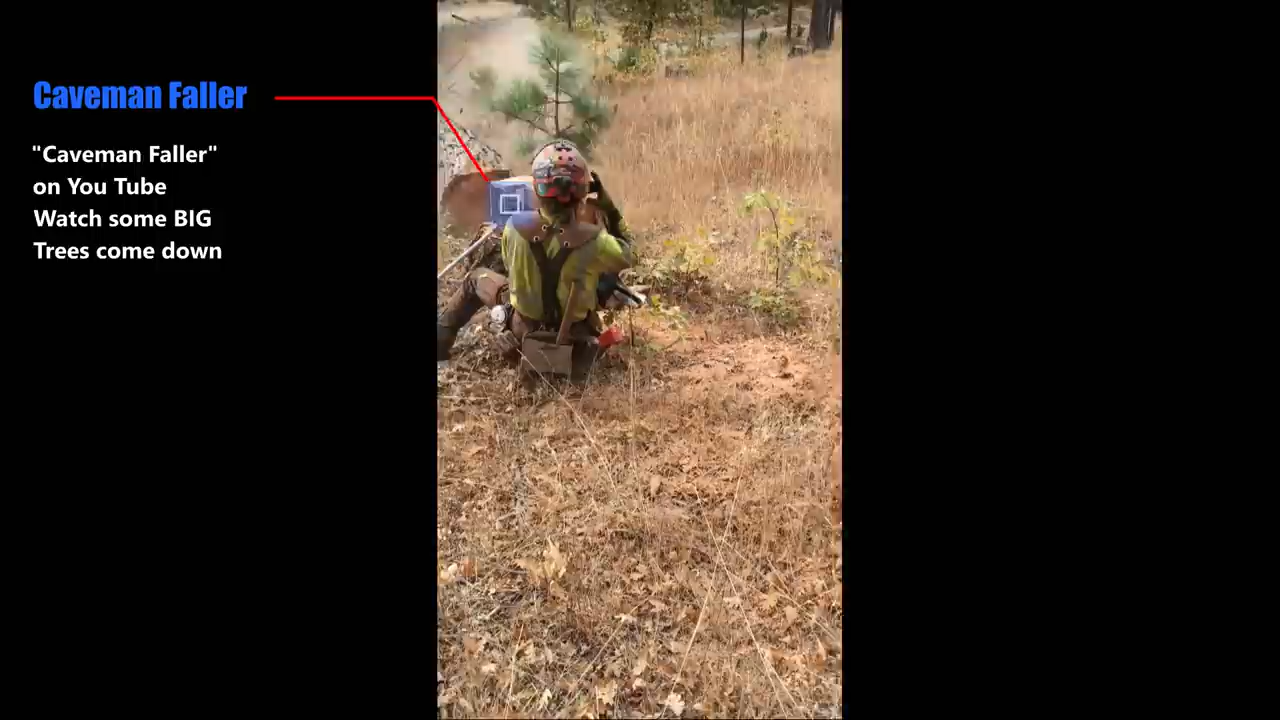 Caveman Faller
"Caveman Faller"
on You Tube
Watch some BIG
Trees come down